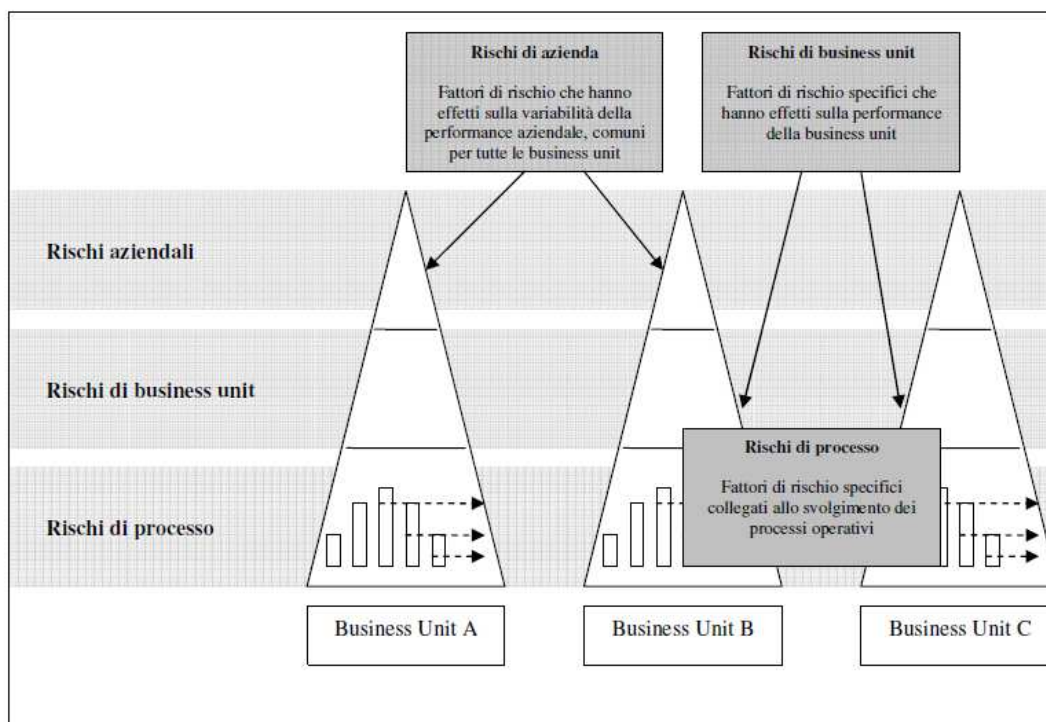 Rischi di azienda
Fattori di rischio che hanno
effetti sulla variabilità della
performance aziendale, comuni
per tutte le business unit
Rischi di business unit
Fattori di rischio specifici che
hanno effetti sulla performance
della business unit
Rischi aziendali
Rischi di business unit
Rischi di processo
Fattori di rischio specifici
collegati allo svolgimento dei
processi operativi
Rischi di processo
Business Unit A
Business Unit B
Business Unit C